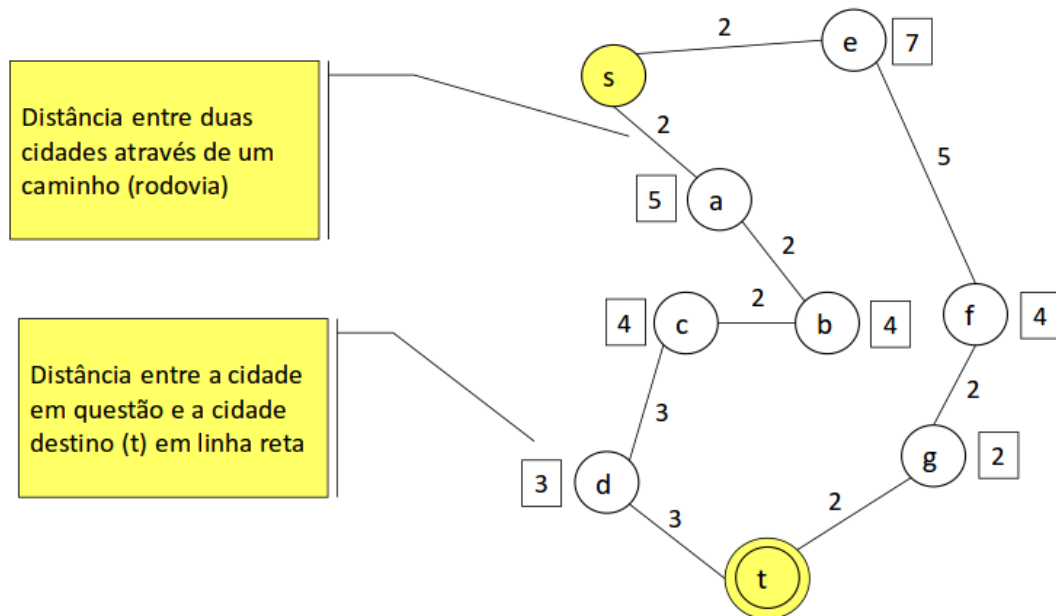 2
s
e
7
Distância entre duas
cidades através de um
caminho (rodovia)
2
5
5
a
2
4
c
2
b
4
f
4
Distância entre a cidade
em questão e a cidade
destino (t) em linha reta
3
2
g
2
3
d
3
2
t